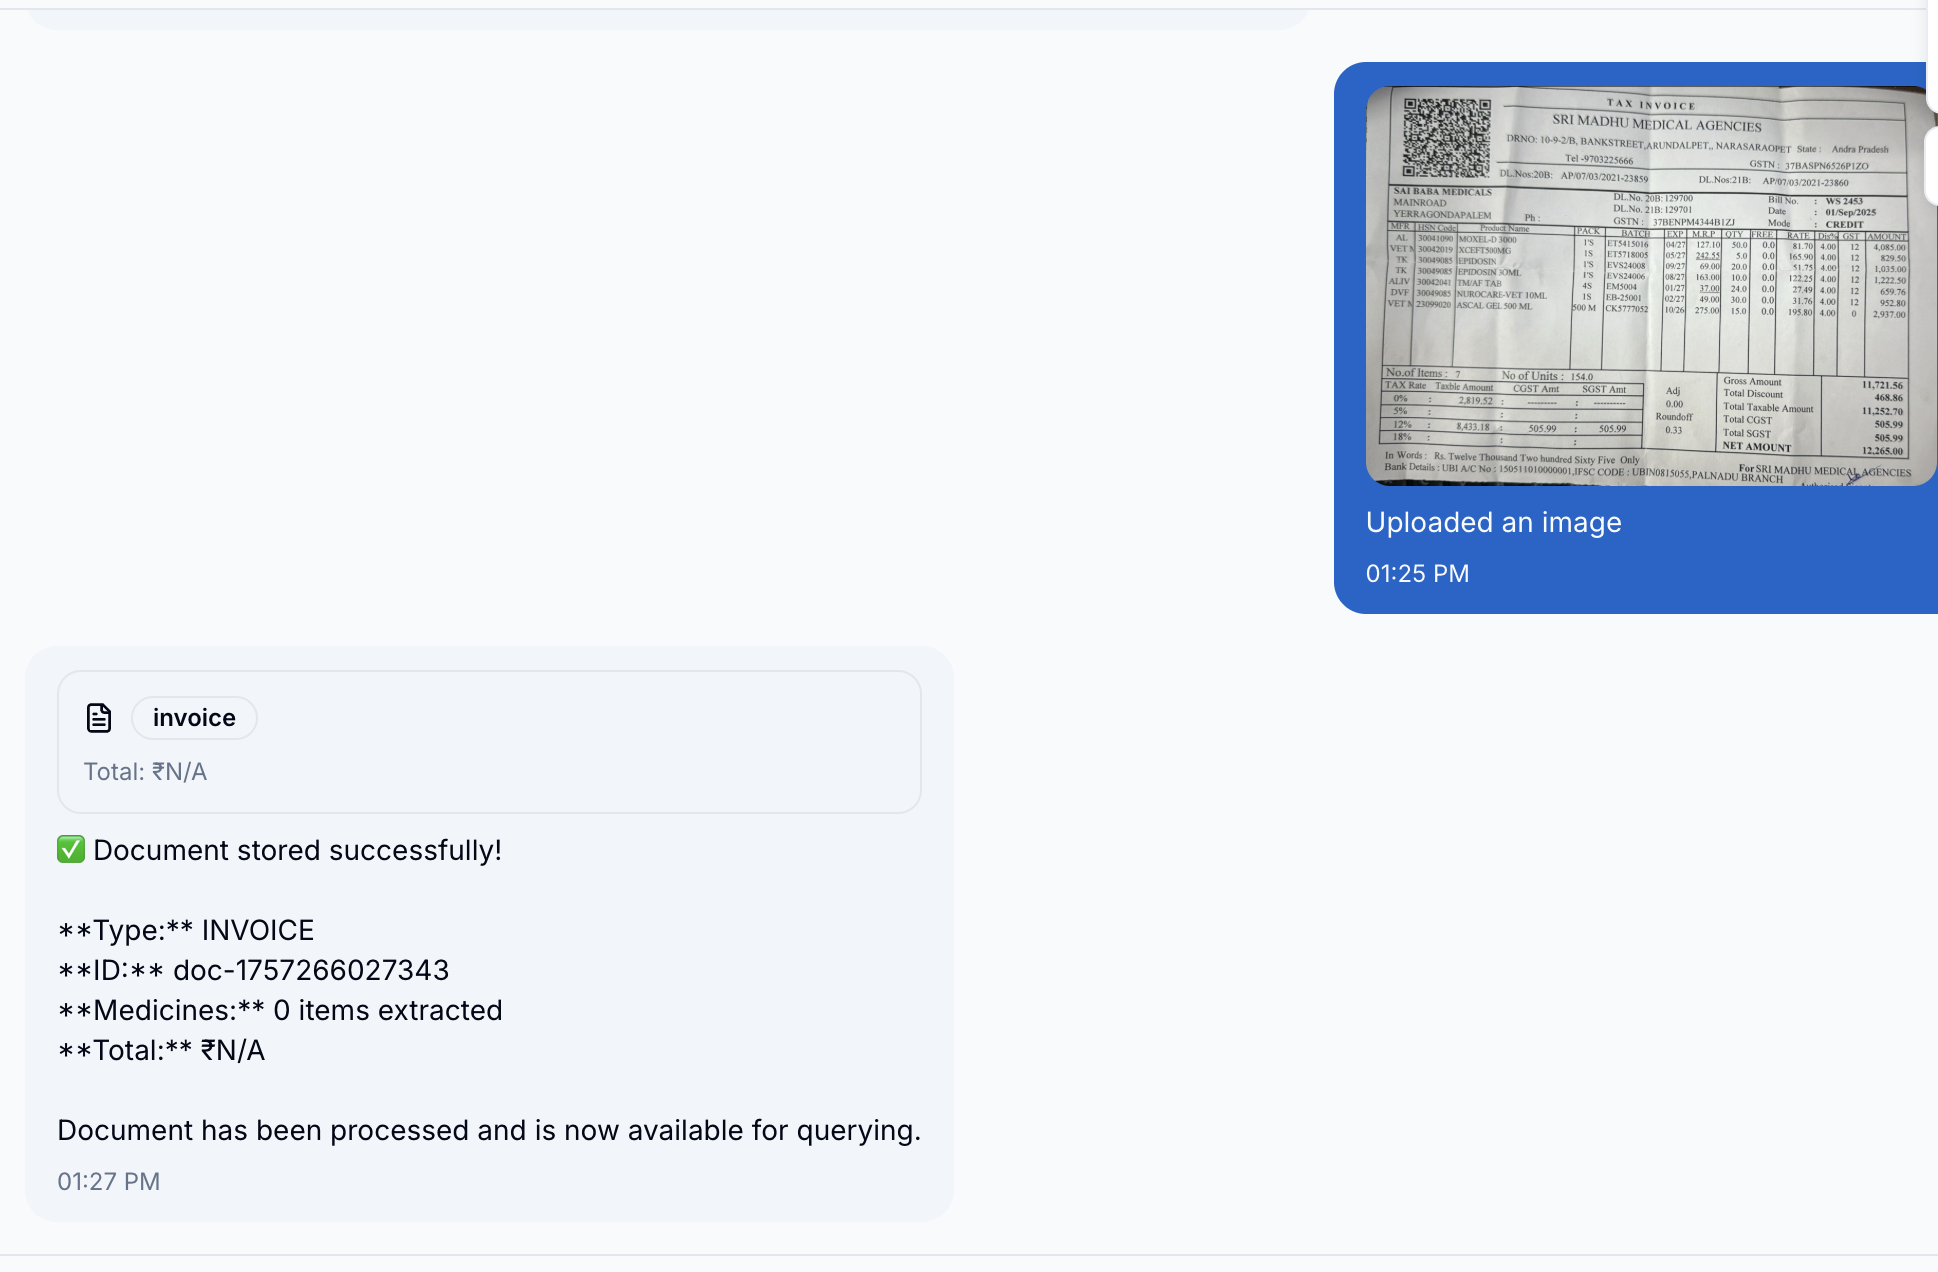 TAX INVOICE
SRI MADHU MEDICAL AGENCIES
DRNO: 10-9-2/B, BANKSTREET,ARUNDALPET,, NARASARAOPET State : Andra Pradesh
Tel -9703225666 GSTN : 37BASPN6526P1ZO
DL.Nos:20B: AP/07/03/2021-23859 DL.Nos:21B: AP/07/03/2021-23860
SAI BABA MEDICALS DL.No. 20B: 129700 Bill No. : WS 2453
MAINROAD DL.No. 21B: 129701 Date : 01/Sep/2025
YERRAGONDAPALEM Ph : GSTN : 37BENPM4344B1ZJ Mode : CREDIT
MFR HSN Code Product Name PACK BATCH EXP M.R.P QTY FREE RATE Dis% GST AMOUNT
AL 30041090 MOXEL-D 3000 1'S ET5415016 04/27 127.10 50.0 0.0 81.70 4.00 12 4,085.00
VET M 30042019 XCEFT500MG 1S ET5718005 05/27 242.55 5.0 0.0 165.90 4.00 12 829.50
TK 30049085 EPIDOSIN 1'S EVS24008 09/27 69.00 20.0 0.0 51.75 4.00 12 1,035.00
TK 30049085 EPIDOSIN 30ML 1'S EVS24006 08/27 163.00 10.0 0.0 122.25 4.00 12 1,222.50
ALIV 30042041 TM/AF TAB 4S EM5004 01/27 37.00 24.0 0.0 27.49 4.00 12 659.76
DVF 30049085 NUROCARE-VET 10ML 1S EB-25001 02/27 49.00 30.0 0.0 31.76 4.00 12 952.80
VET M 23099020 ASCAL GEL 500 ML 500 M CK5777052 10/26 275.00 15.0 0.0 195.80 4.00 0 2,937.00
No.of Items : 7 No of Units : 154.0 Gross Amount 11,721.56
TAX Rate Taxble Amount CGST Amt SGST Amt Adj Total Discount 468.86
0% : 2,819.52 : --------- : --------- 0.00 Total Taxable Amount 11,252.70
5% : : : Roundoff Total CGST 505.99
12% : 8,433.18 : 505.99 : 505.99 0.33 Total SGST 505.99
18% : : : NET AMOUNT 12,265.00
In Words : Rs. Twelve Thousand Two hundred Sixty Five Only
For SRI MADHU MEDICAL AGENCIES
Bank Details : UBI A/C No : 150511010000001,IFSC CODE : UBIN0815055,PALNADU BRANCH
Uploaded an image
01:25 PM
invoice
Total: ₹N/A
✅ Document stored successfully!
**Type:** INVOICE
**ID:** doc-1757266027343
**Medicines:** 0 items extracted
**Total:** ₹N/A
Document has been processed and is now available for querying.
01:27 PM